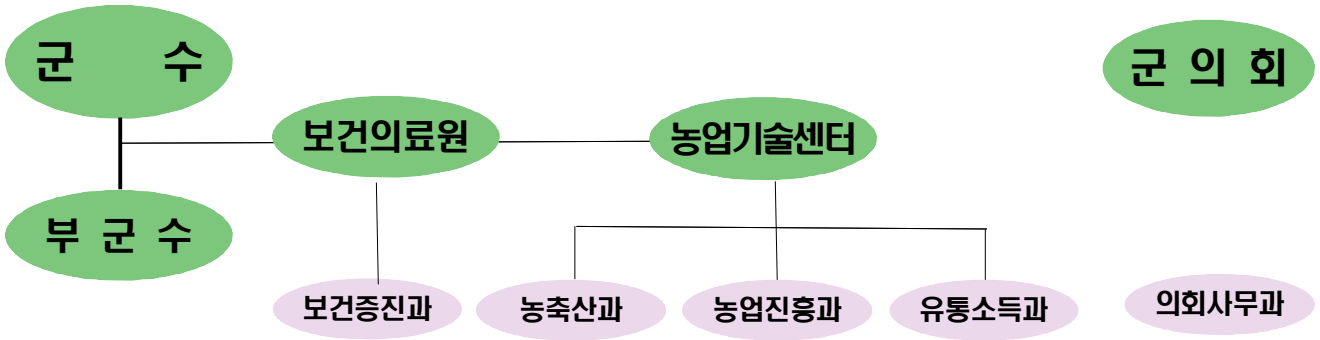 군 수
군 의 회
보건의료원
농업기술센터
부 군 수
보건증진과
농축산과
농업진흥과
유통소득과
의회사무과